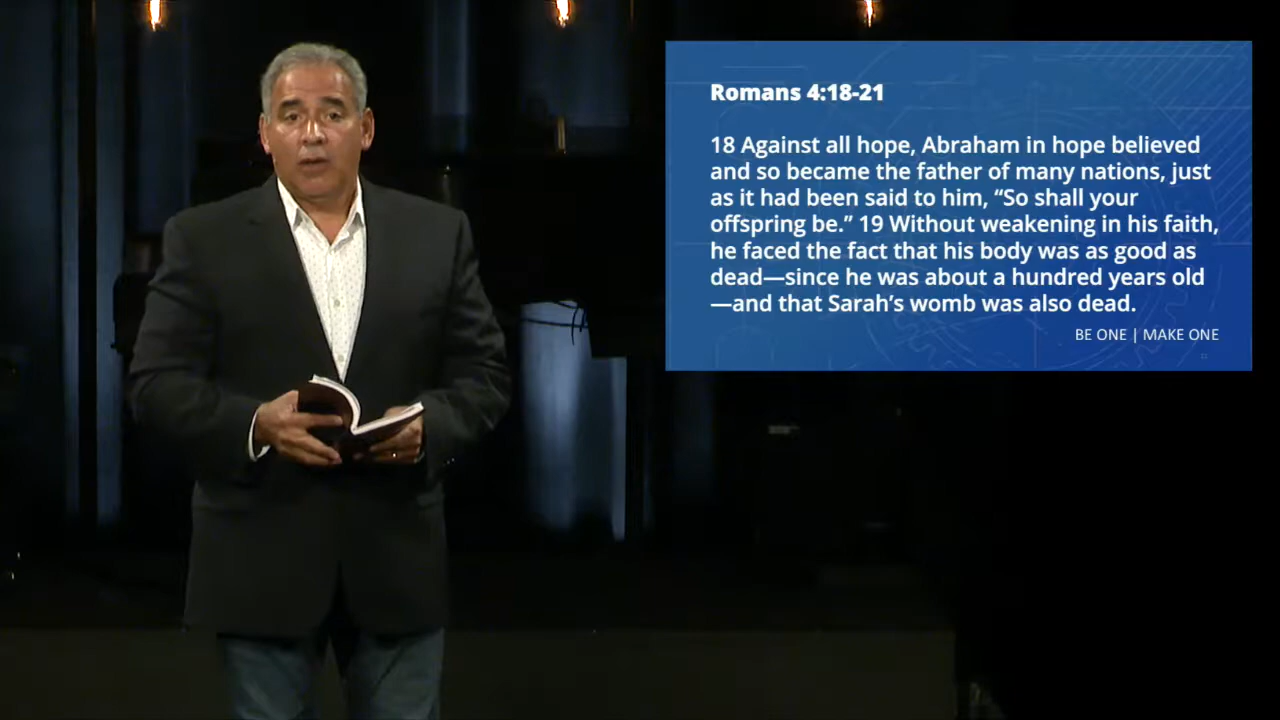 Romans 4:18-21
18 Against all hope, Abraham in hope believed
and so became the father of many nations, just
as it had been said to him, “So shall your
offspring be.” 19 Without weakening in his faith,
he faced the fact that his body was as good as
dead—since he was about a hundred years old
—and that Sarah’s womb was also dead.
BE ONE | MAKE ONE